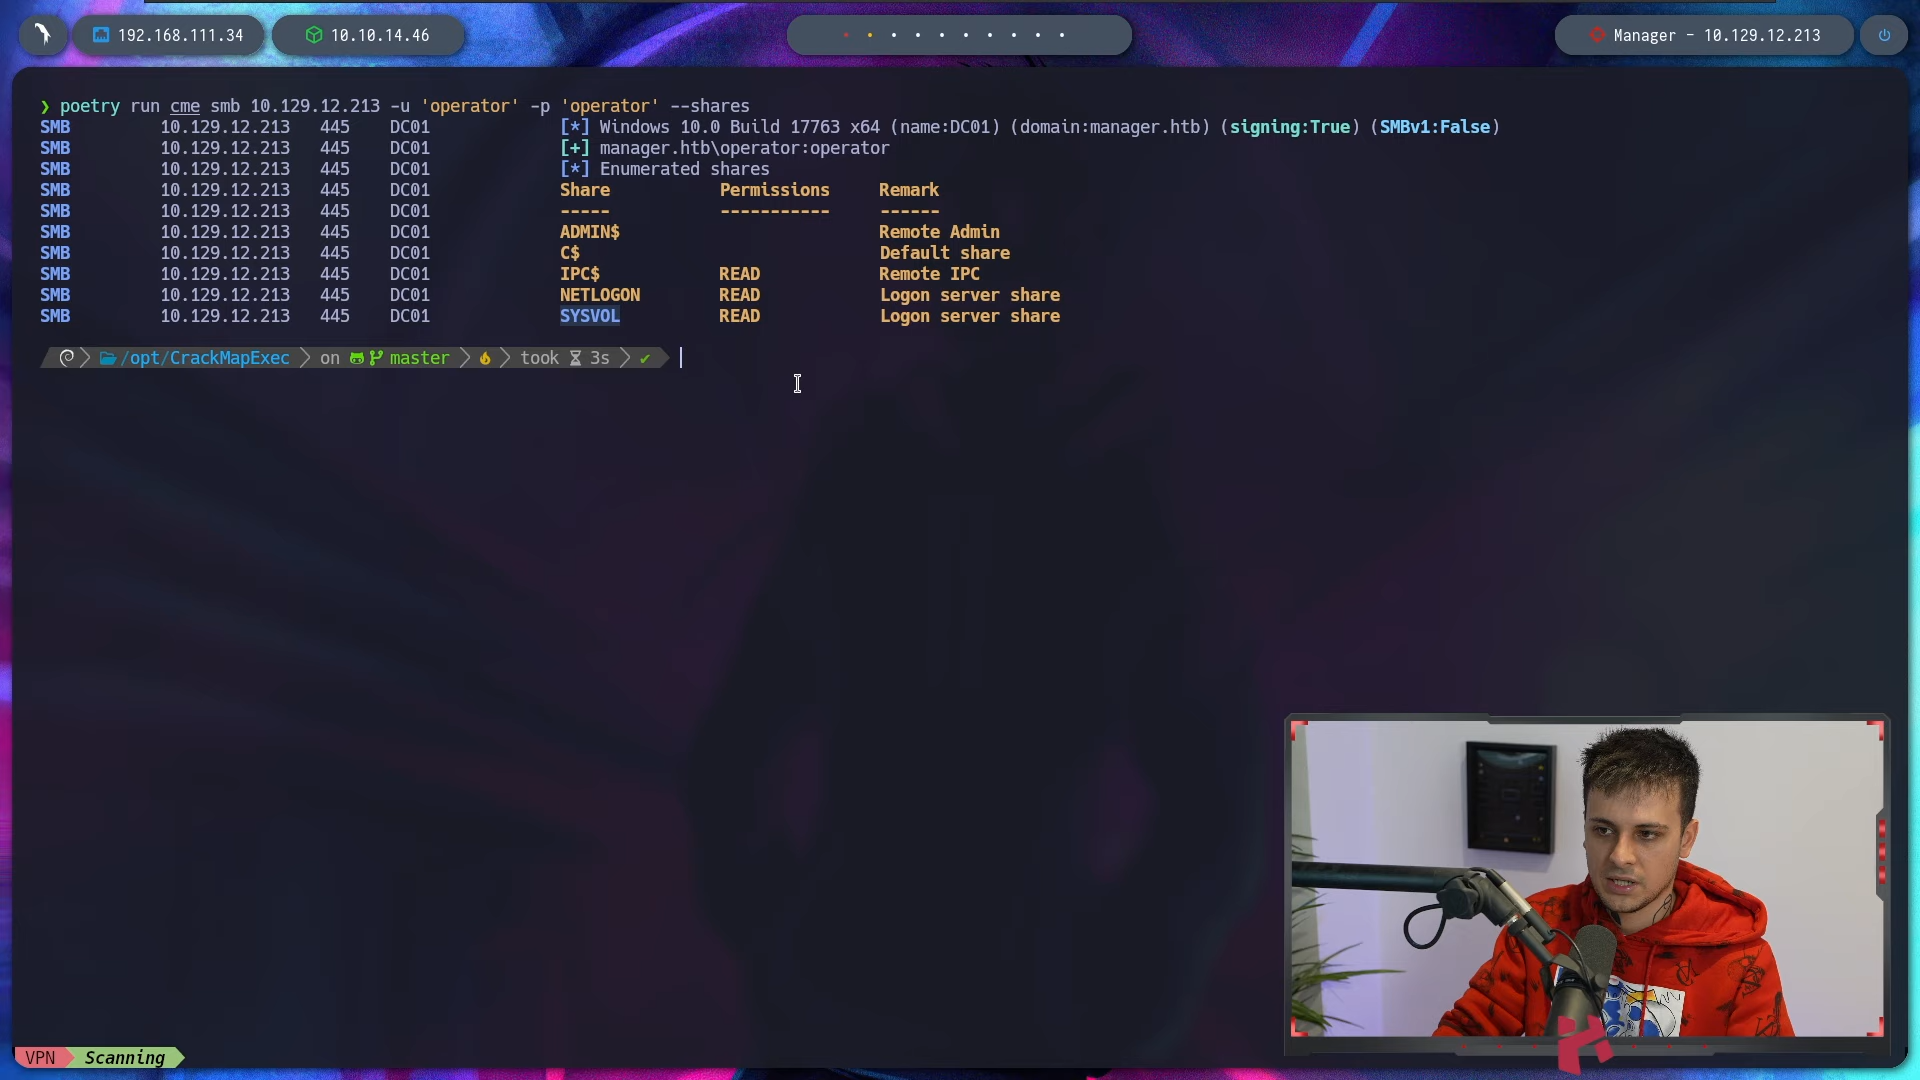 192.168.111.34
10.10.14.46
Manager - 10.129.12.213
❯ poetry run cme smb 10.129.12.213 -u 'operator' -p 'operator' --shares
SMB 10.129.12.213 445 DC01 [*] Windows 10.0 Build 17763 x64 (name:DC01) (domain:manager.htb) (signing:True) (SMBv1:False)
SMB 10.129.12.213 445 DC01 [+] manager.htb\operator:operator
SMB 10.129.12.213 445 DC01 [*] Enumerated shares
SMB 10.129.12.213 445 DC01 Share Permissions Remark
SMB 10.129.12.213 445 DC01 ----- ----------- ------
SMB 10.129.12.213 445 DC01 ADMIN$ Remote Admin
SMB 10.129.12.213 445 DC01 C$ Default share
SMB 10.129.12.213 445 DC01 IPC$ READ Remote IPC
SMB 10.129.12.213 445 DC01 NETLOGON READ Logon server share
SMB 10.129.12.213 445 DC01 SYSVOL READ Logon server share
/opt/CrackMapExec on master took 3s ✔
VPN Scanning